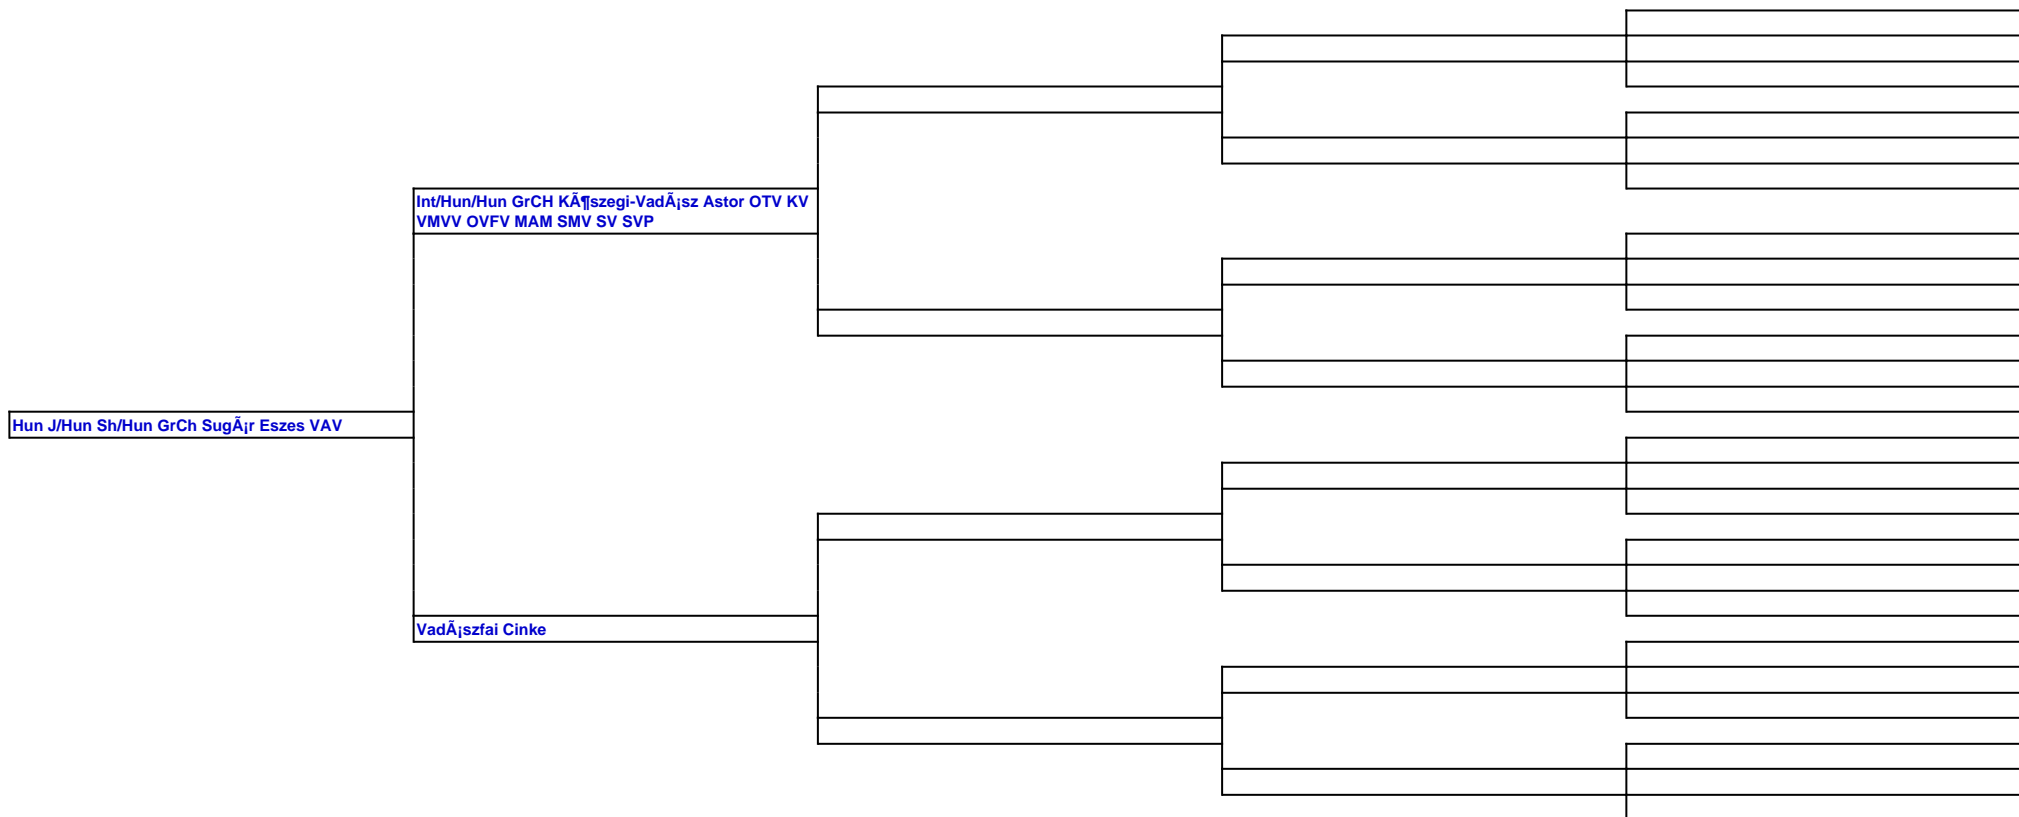 Int/Hun/Hun GrCH KÃ¶szegi-VadÃ¡sz Astor OTV KV
VMVV OVFV MAM SMV SV SVP
Hun J/Hun Sh/Hun GrCh SugÃ¡r Eszes VAV
VadÃ¡szfai Cinke